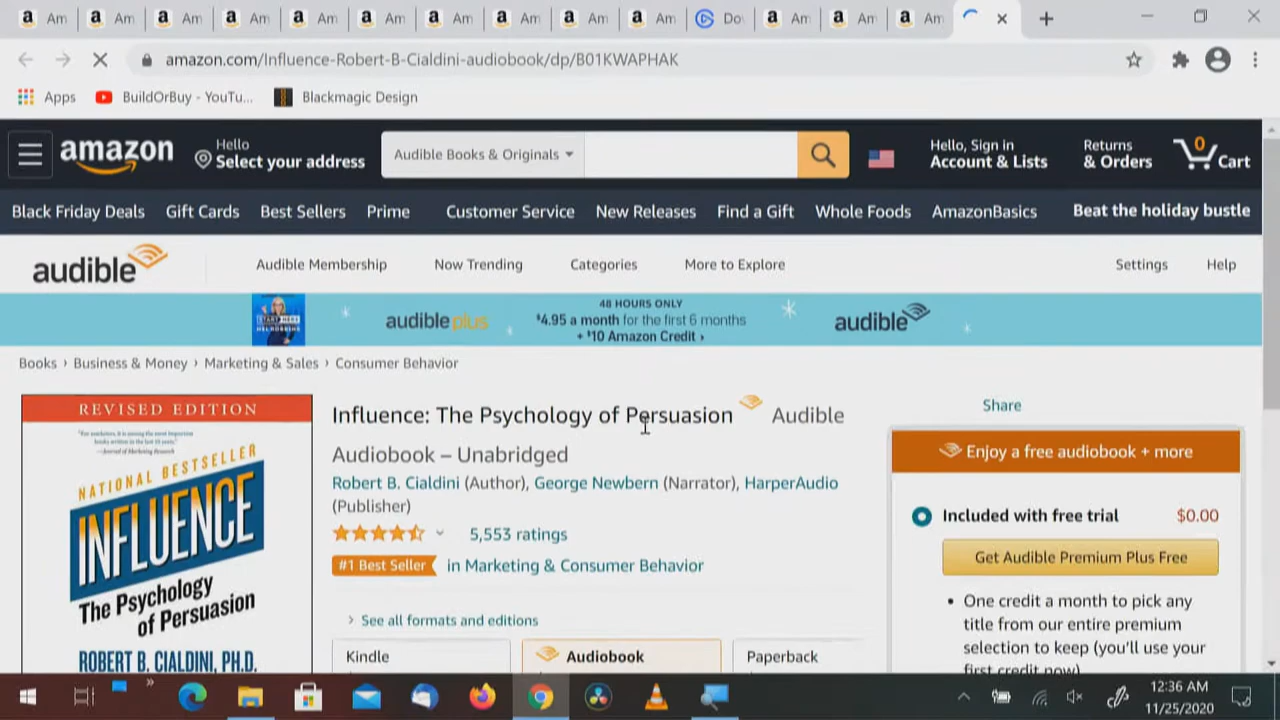 Am Am Am Am Am Am Am Am Am Am Do Am Am Am
amazon.com/Influence-Robert-B-Cialdini-audiobook/dp/B01KWAPHAK
Apps BuildOrBuy - YouTu... Blackmagic Design
amazon Hello Select your address Audible Books & Originals Hello, Sign in Account & Lists Returns & Orders 0 Cart
Black Friday Deals Gift Cards Best Sellers Prime Customer Service New Releases Find a Gift Whole Foods AmazonBasics Beat the holiday bustle
audible Audible Membership Now Trending Categories More to Explore Settings Help
48 HOURS ONLY
audible plus $4.95 a month for the first 6 months audible
+ $10 Amazon Credit ›
Books › Business & Money › Marketing & Sales › Consumer Behavior
REVISED EDITION
NATIONAL BESTSELLER
INFLUENCE
The Psychology
of Persuasion
ROBERT B. CIALDINI, PH.D.
Influence: The Psychology of Persuasion Audible
Audiobook – Unabridged
Robert B. Cialdini (Author), George Newbern (Narrator), HarperAudio
(Publisher)
5,553 ratings
#1 Best Seller in Marketing & Consumer Behavior
› See all formats and editions
Kindle Audiobook Paperback
Share
Enjoy a free audiobook + more
Included with free trial $0.00
Get Audible Premium Plus Free
• One credit a month to pick any
title from our entire premium
selection to keep (you'll use your
first credit now)
12:36 AM
11/25/2020